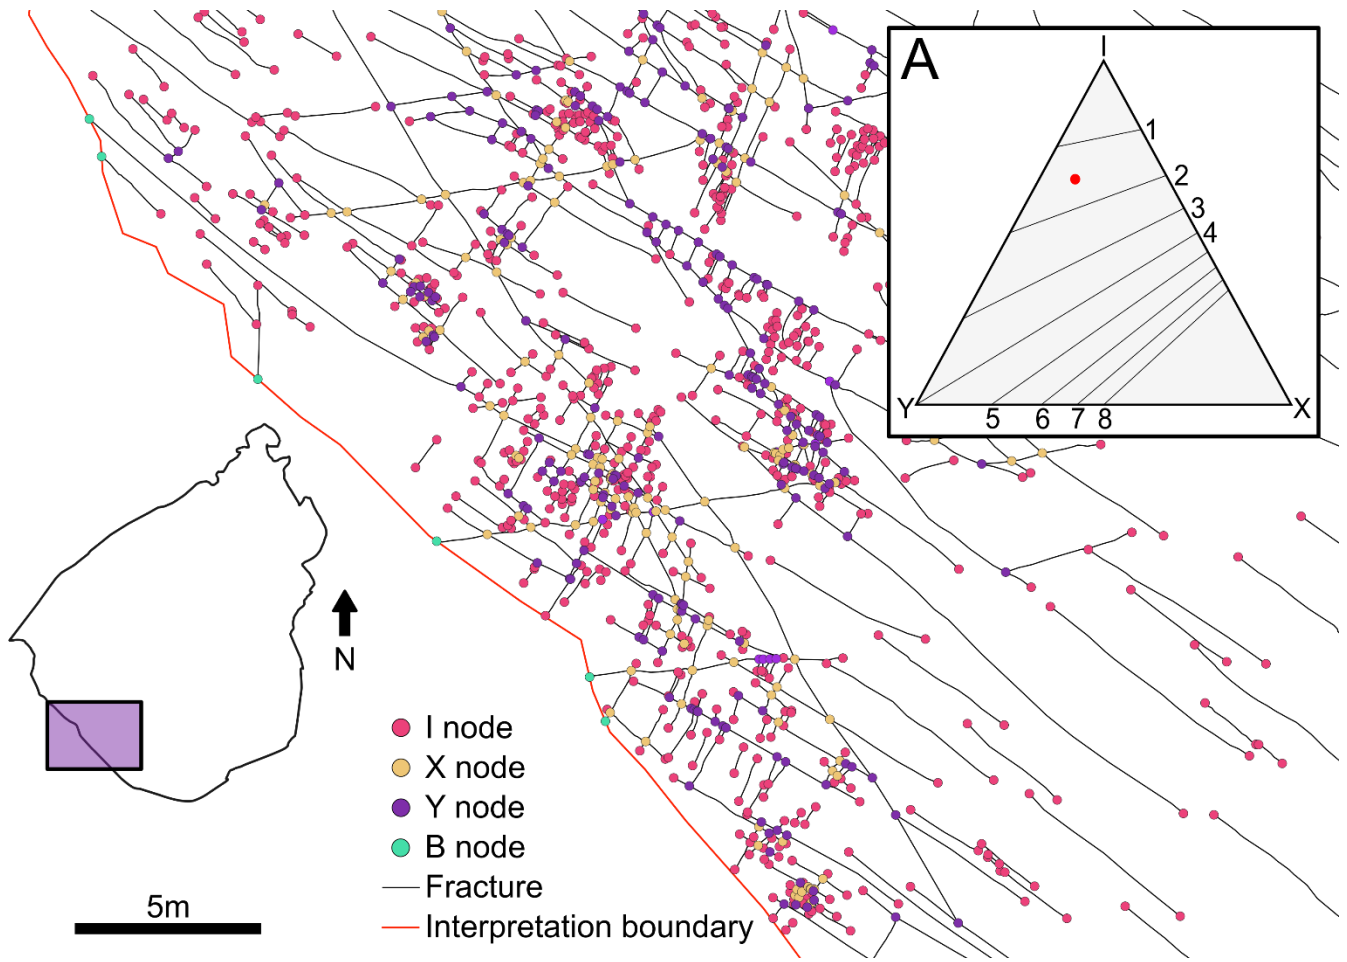 A
I
1
2
3
4
Y
X
5
6
7
8
N
I node
X node
Y node
B node
Fracture
Interpretation boundary
5m